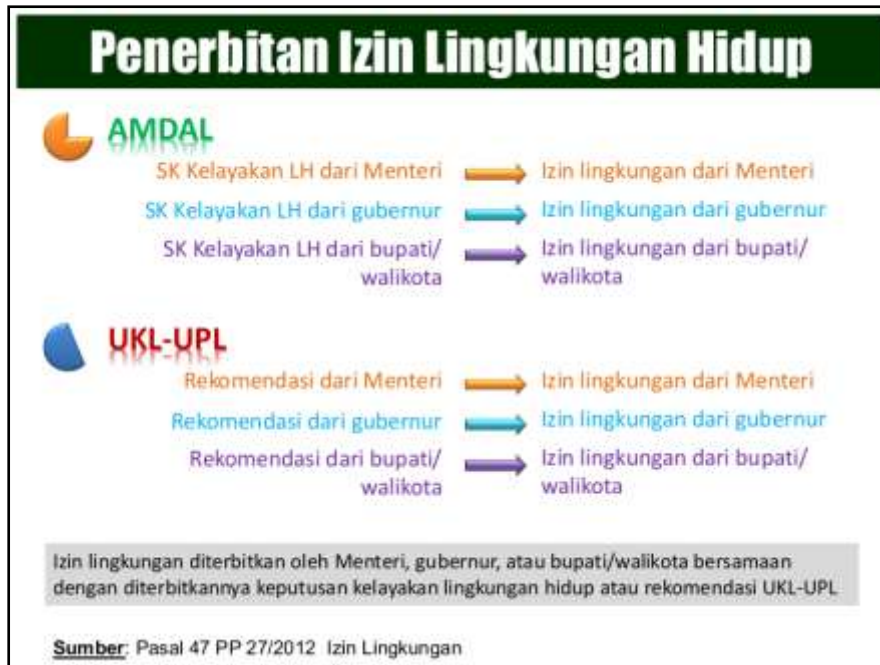 Penerbitan Izin Lingkungan Hidup
AMDAL
SK Kelayakan LH dari Menteri Izin lingkungan dari Menteri
SK Kelayakan LH dari gubernur Izin lingkungan dari gubernur
SK Kelayakan LH dari bupati/ Izin lingkungan dari bupati/
walikota walikota
UKL-UPL
Rekomendasi dari Menteri Izin lingkungan dari Menteri
Rekomendasi dari gubernur Izin lingkungan dari gubernur
Rekomendasi dari bupati/ Izin lingkungan dari bupati/
walikota walikota
Izin lingkungan diterbitkan oleh Menteri, gubernur, atau bupati/walikota bersamaan
dengan diterbitkannya keputusan kelayakan lingkungan hidup atau rekomendasi UKL-UPL
Sumber: Pasal 47 PP 27/2012 Izin Lingkungan